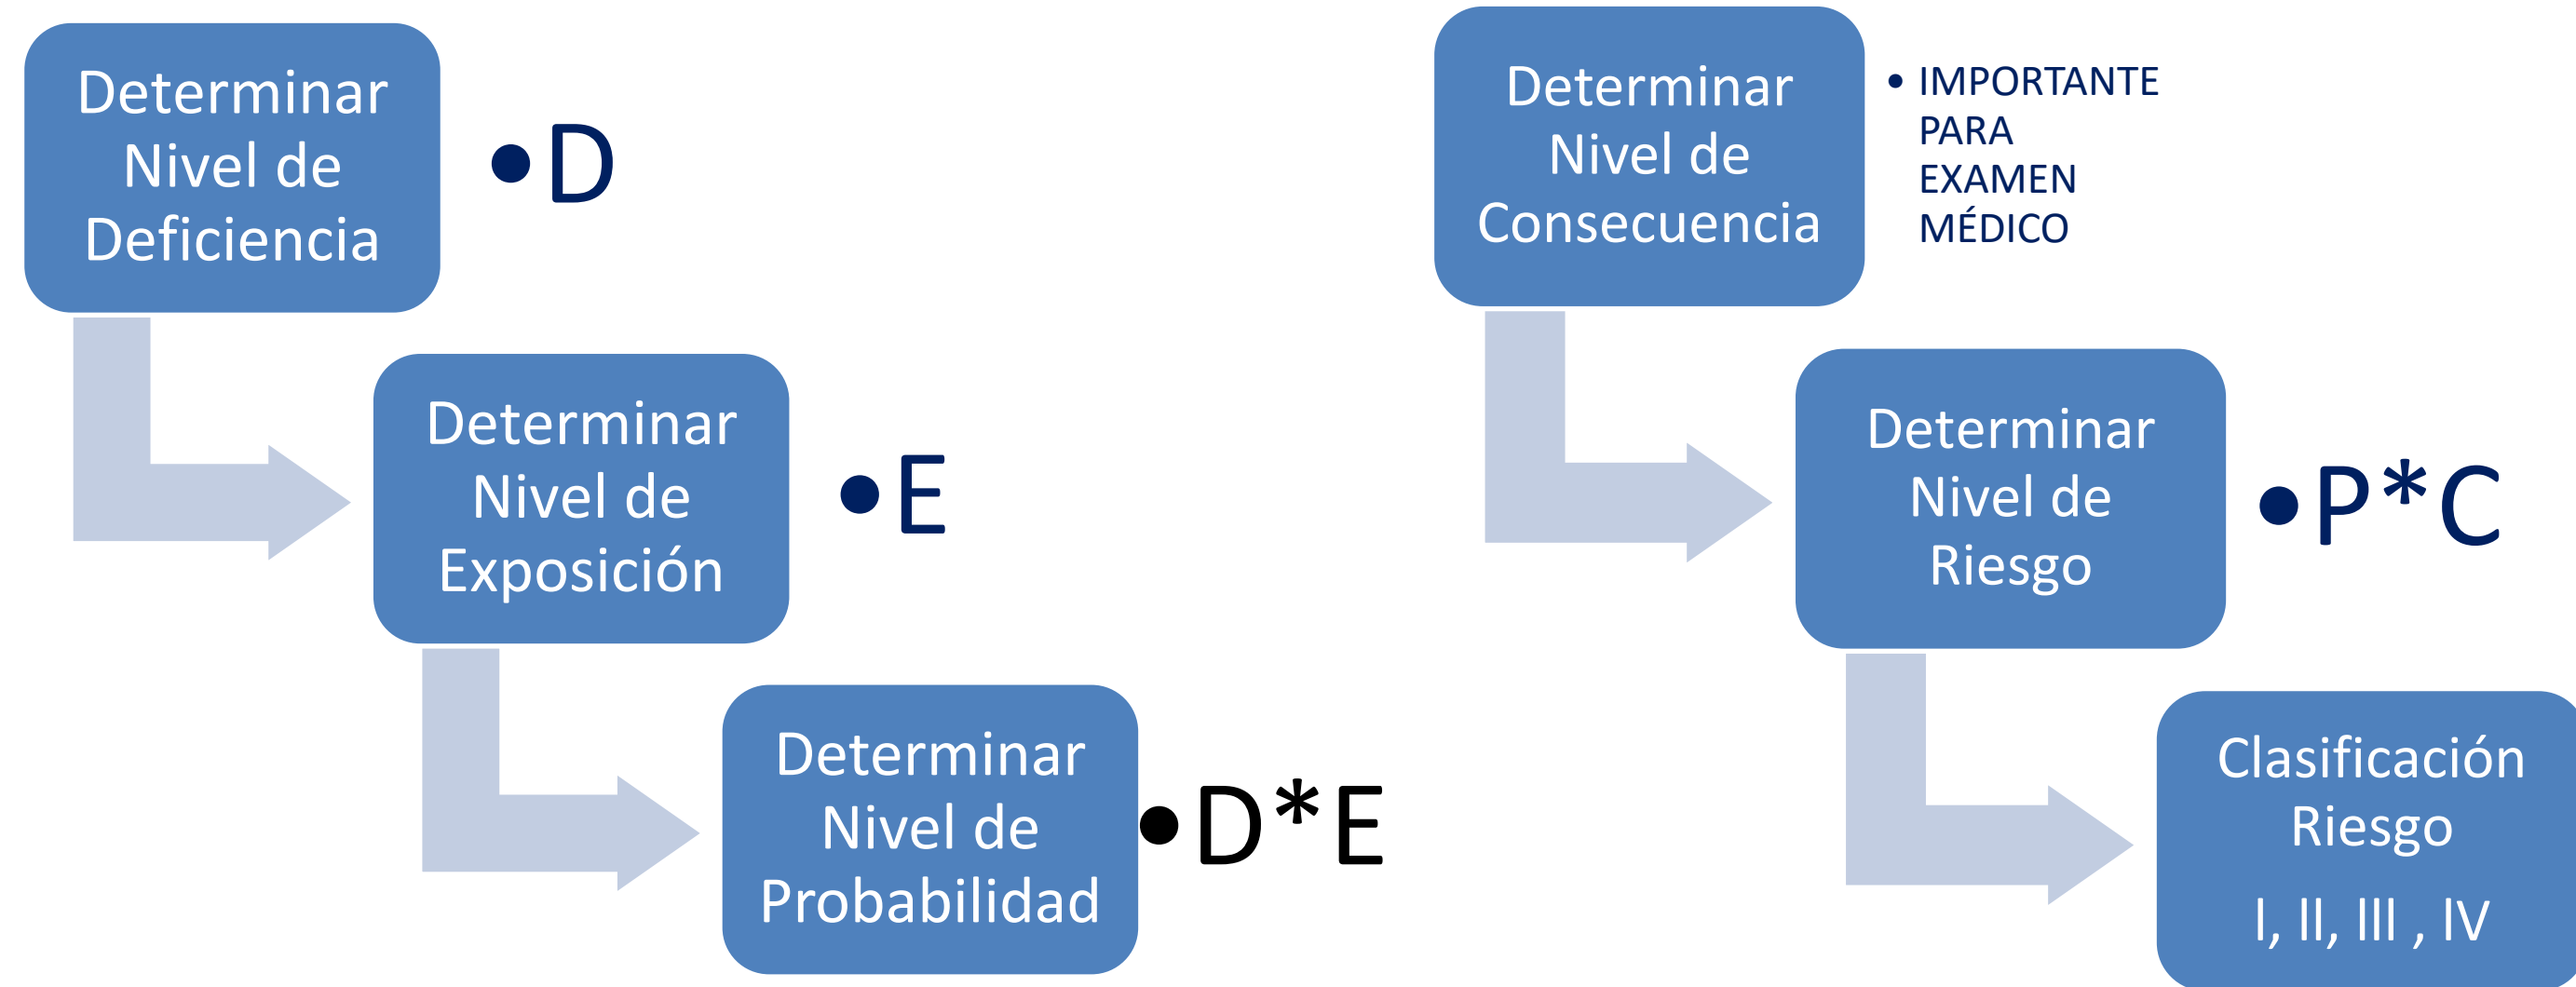 Determinar
Nivel de
Deficiencia
•D
Determinar
Nivel de
Exposición
•E
Determinar
Nivel de
Probabilidad
•D*E
Determinar
Nivel de
Consecuencia
• IMPORTANTE
PARA
EXAMEN
MÉDICO
Determinar
Nivel de
Riesgo
•P*C
Clasificación
Riesgo
I, II, III , IV